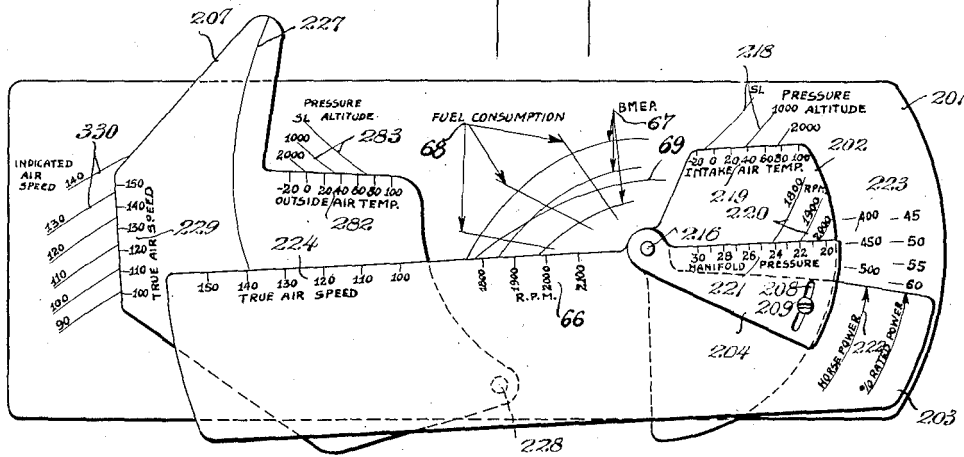 207
227
218
201
PRESSURE
ALTITUDE
SL
1000
2000
283
FUEL CONSUMPTION
68
BMEP.
67
69
SL
PRESSURE
1000 ALTITUDE
2000
202
330
INDICATED
AIR
SPEED
140
130
120
110
100
90
150
140
130
120
110
100
TRUE AIR SPEED
229
-20 0 20 40 60 80 100
OUTSIDE AIR TEMP.
282
-20 0 20 40 60 80 100
INTAKE AIR TEMP.
219
220
1800
RPM.
1900
2000
223
400 45
450 50
500 55
60
216
30 28 26 24 22 20
MANIFOLD PRESSURE
221
208
209
204
224
150 140 130 120 110 100
TRUE AIR SPEED
1800
1900
2000
2100
R.P.M.
66
HORSE POWER
222
% RATED POWER
203
228